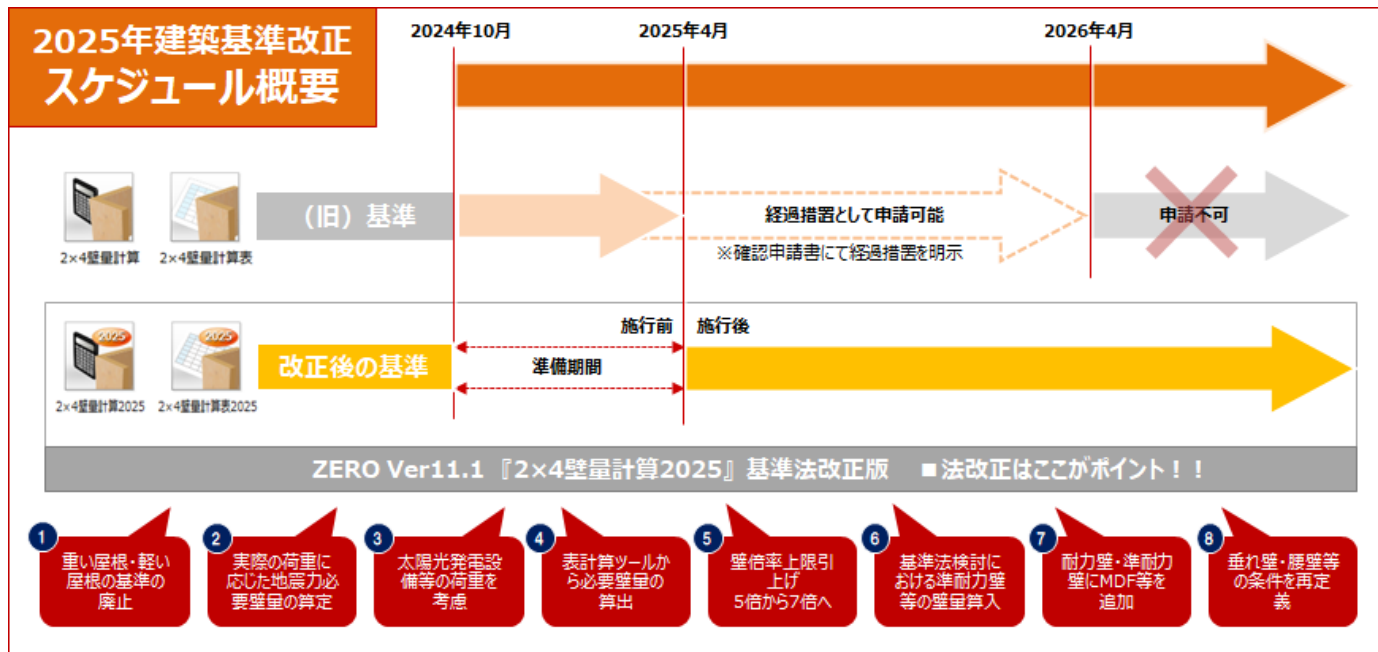 2025年建築基準改正
スケジュール概要
2024年10月
2025年4月
2026年4月
2×4壁量計算
2×4壁量計算表
（旧）基準
経過措置として申請可能
※確認申請書にて経過措置を明示
申請不可
2025
2025
2×4壁量計算2025
2×4壁量計算表2025
改正後の基準
施行前
施行後
準備期間
ZERO Ver11.1『2×4壁量計算2025』基準法改正版　■法改正はここがポイント！！
1
重い屋根・軽い
屋根の基準の
廃止
2
実際の荷重に
応じた地震力必
要壁量の算定
3
太陽光発電設
備等の荷重を
考慮
4
表計算ツールか
ら必要壁量の
算出
5
壁倍率上限引
上げ
5倍から7倍へ
6
基準法検討に
おける準耐力壁
等の壁量算入
7
耐力壁・準耐力
壁にMDF等を
追加
8
垂れ壁・腰壁等
の条件を再定
義